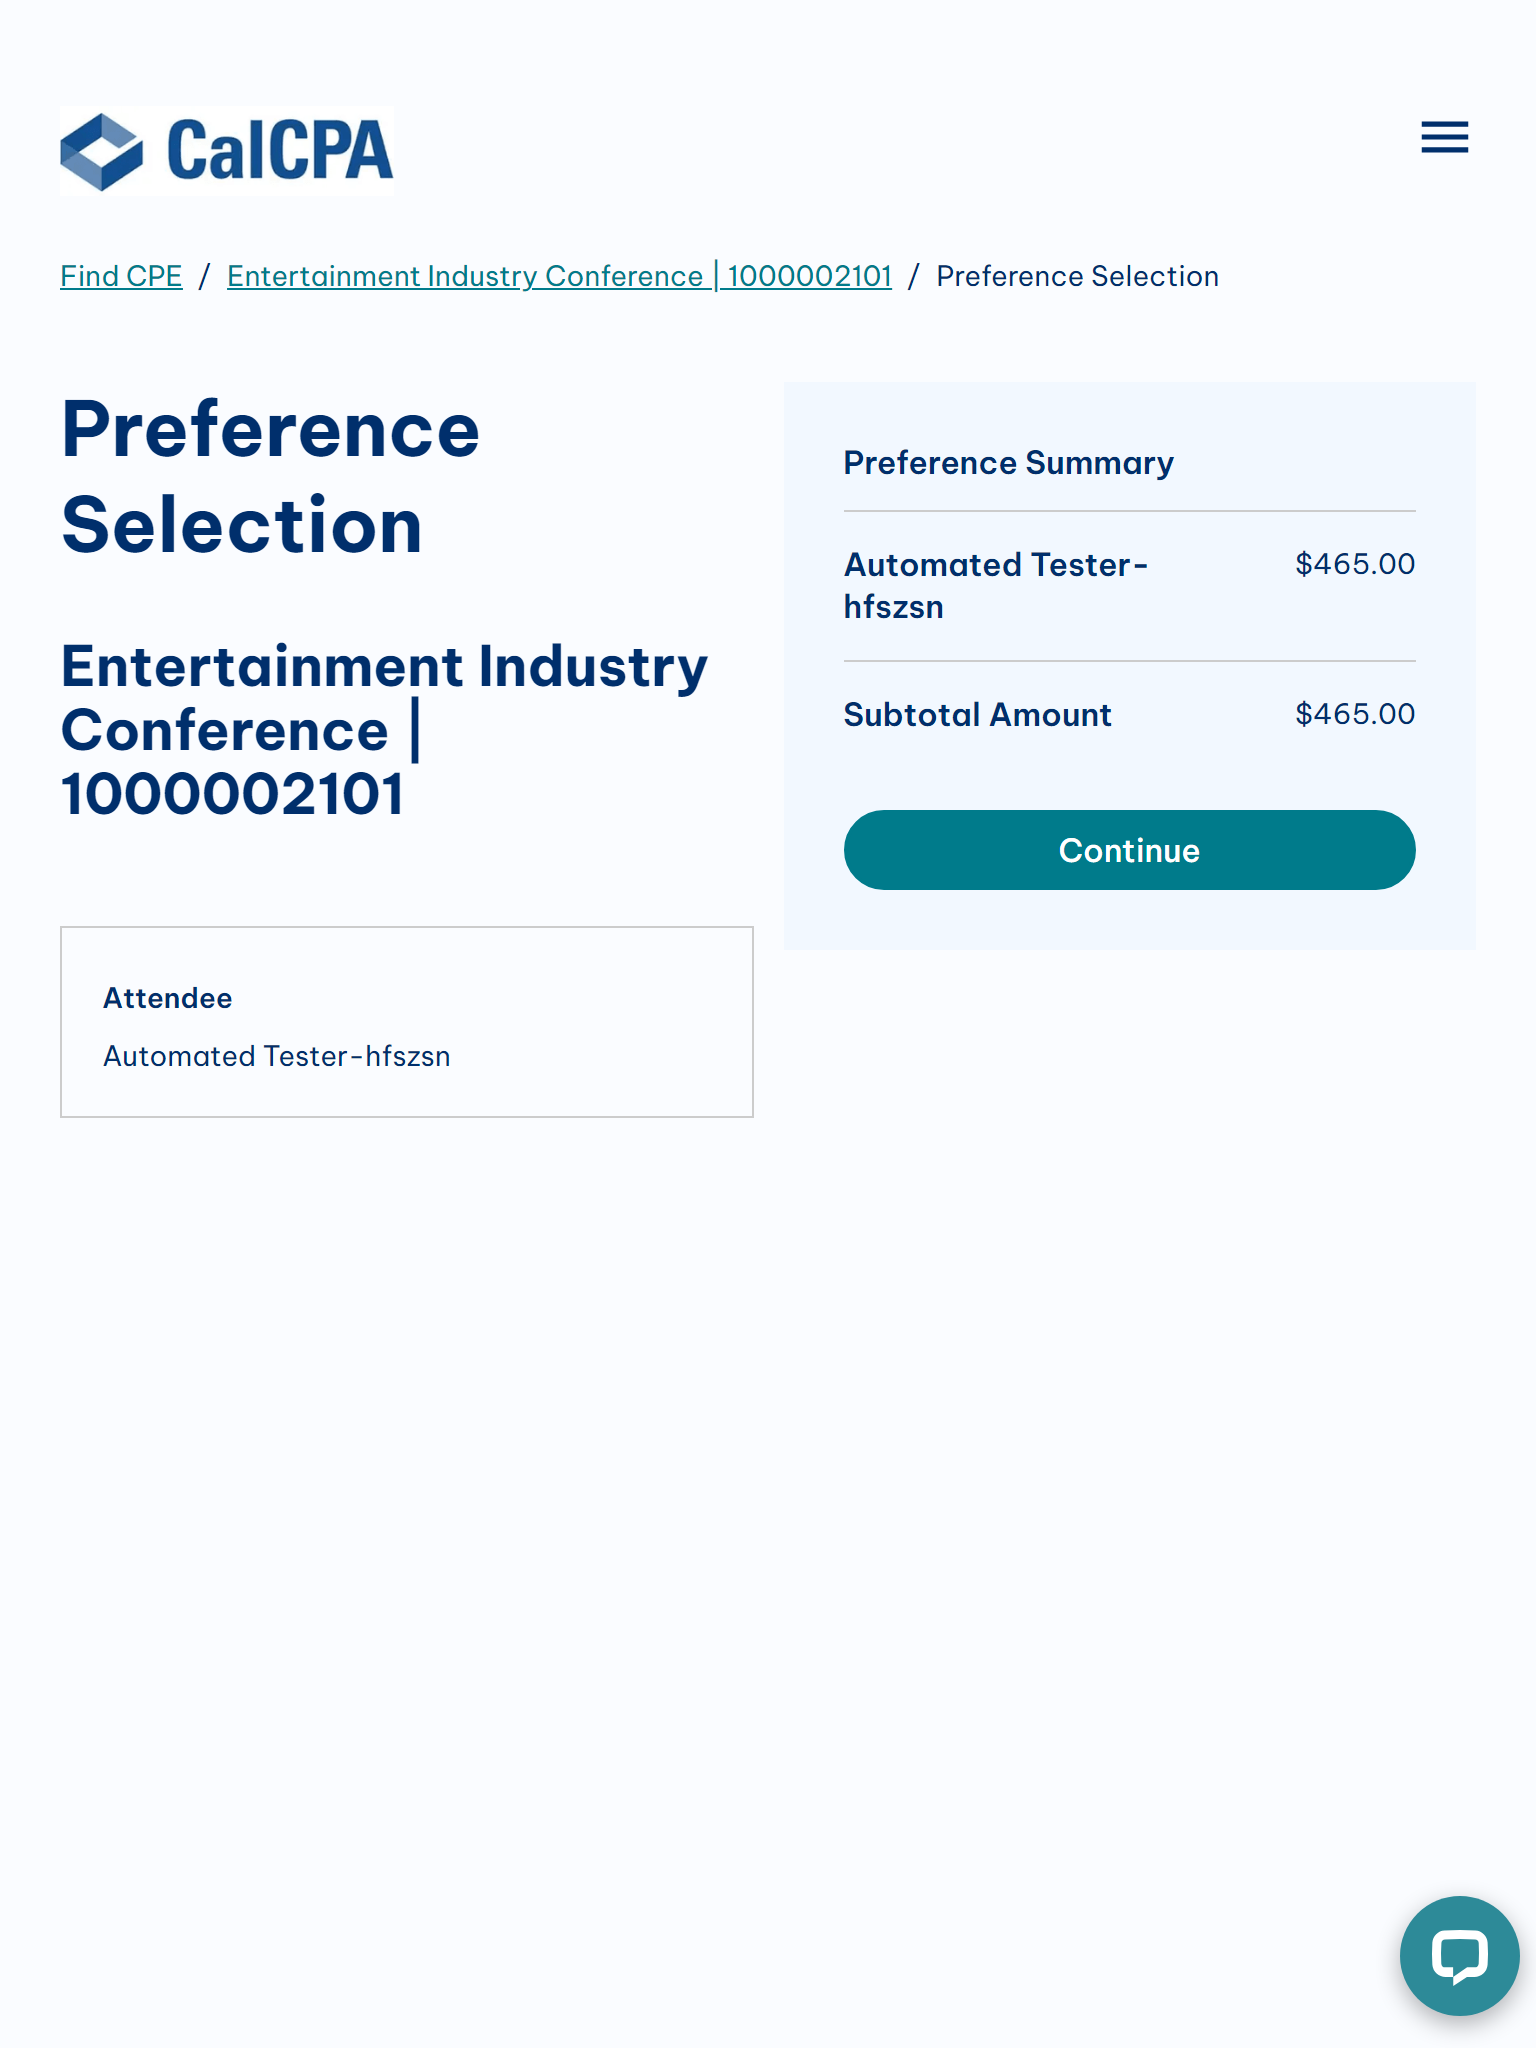 CalCPA
Find CPE / Entertainment Industry Conference | 1000002101 / Preference Selection
Preference
Selection
Entertainment Industry
Conference |
1000002101
Attendee
Automated Tester-hfszsn
Preference Summary
Automated Tester- $465.00
hfszsn
Subtotal Amount $465.00
Continue